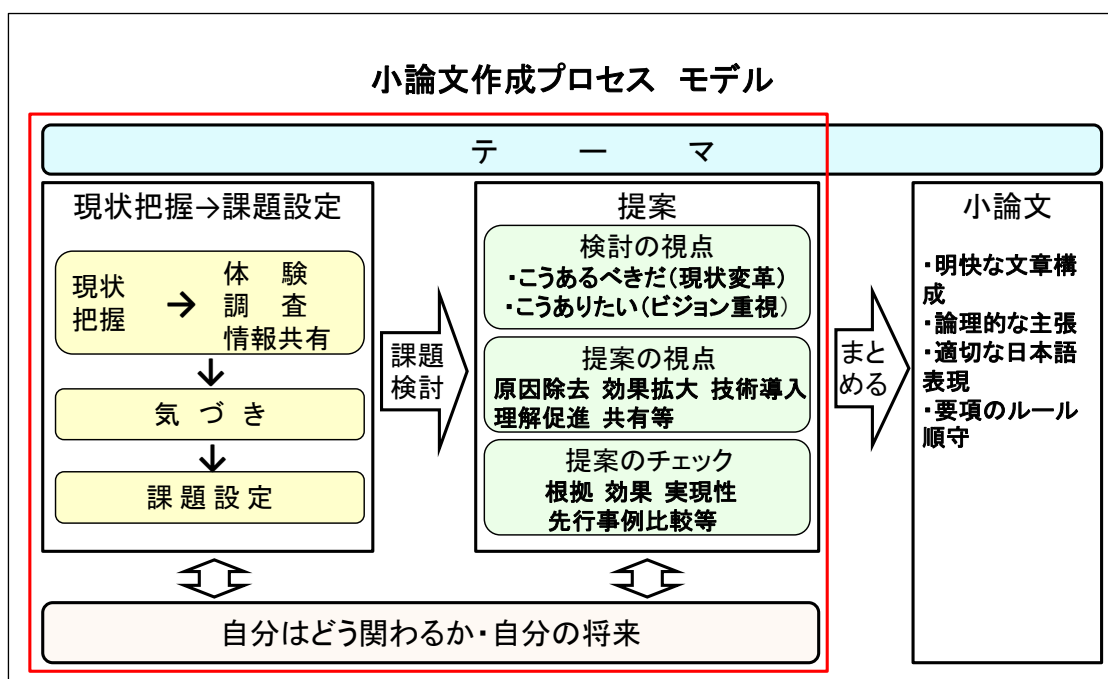 小論文作成プロセス モデル
テーマ
現状把握→課題設定
現状
把握
→
体験
調査
情報共有
↓
気づき
↓
課題設定
課題
検討
提案
検討の視点
・こうあるべきだ(現状変革)
・こうありたい(ビジョン重視)
提案の視点
原因除去 効果拡大 技術導入
理解促進 共有等
提案のチェック
根拠 効果 実現性
先行事例比較等
まと
める
小論文
・明快な文章構
成
・論理的な主張
・適切な日本語
表現
・要項のルール
順守
自分はどう関わるか・自分の将来